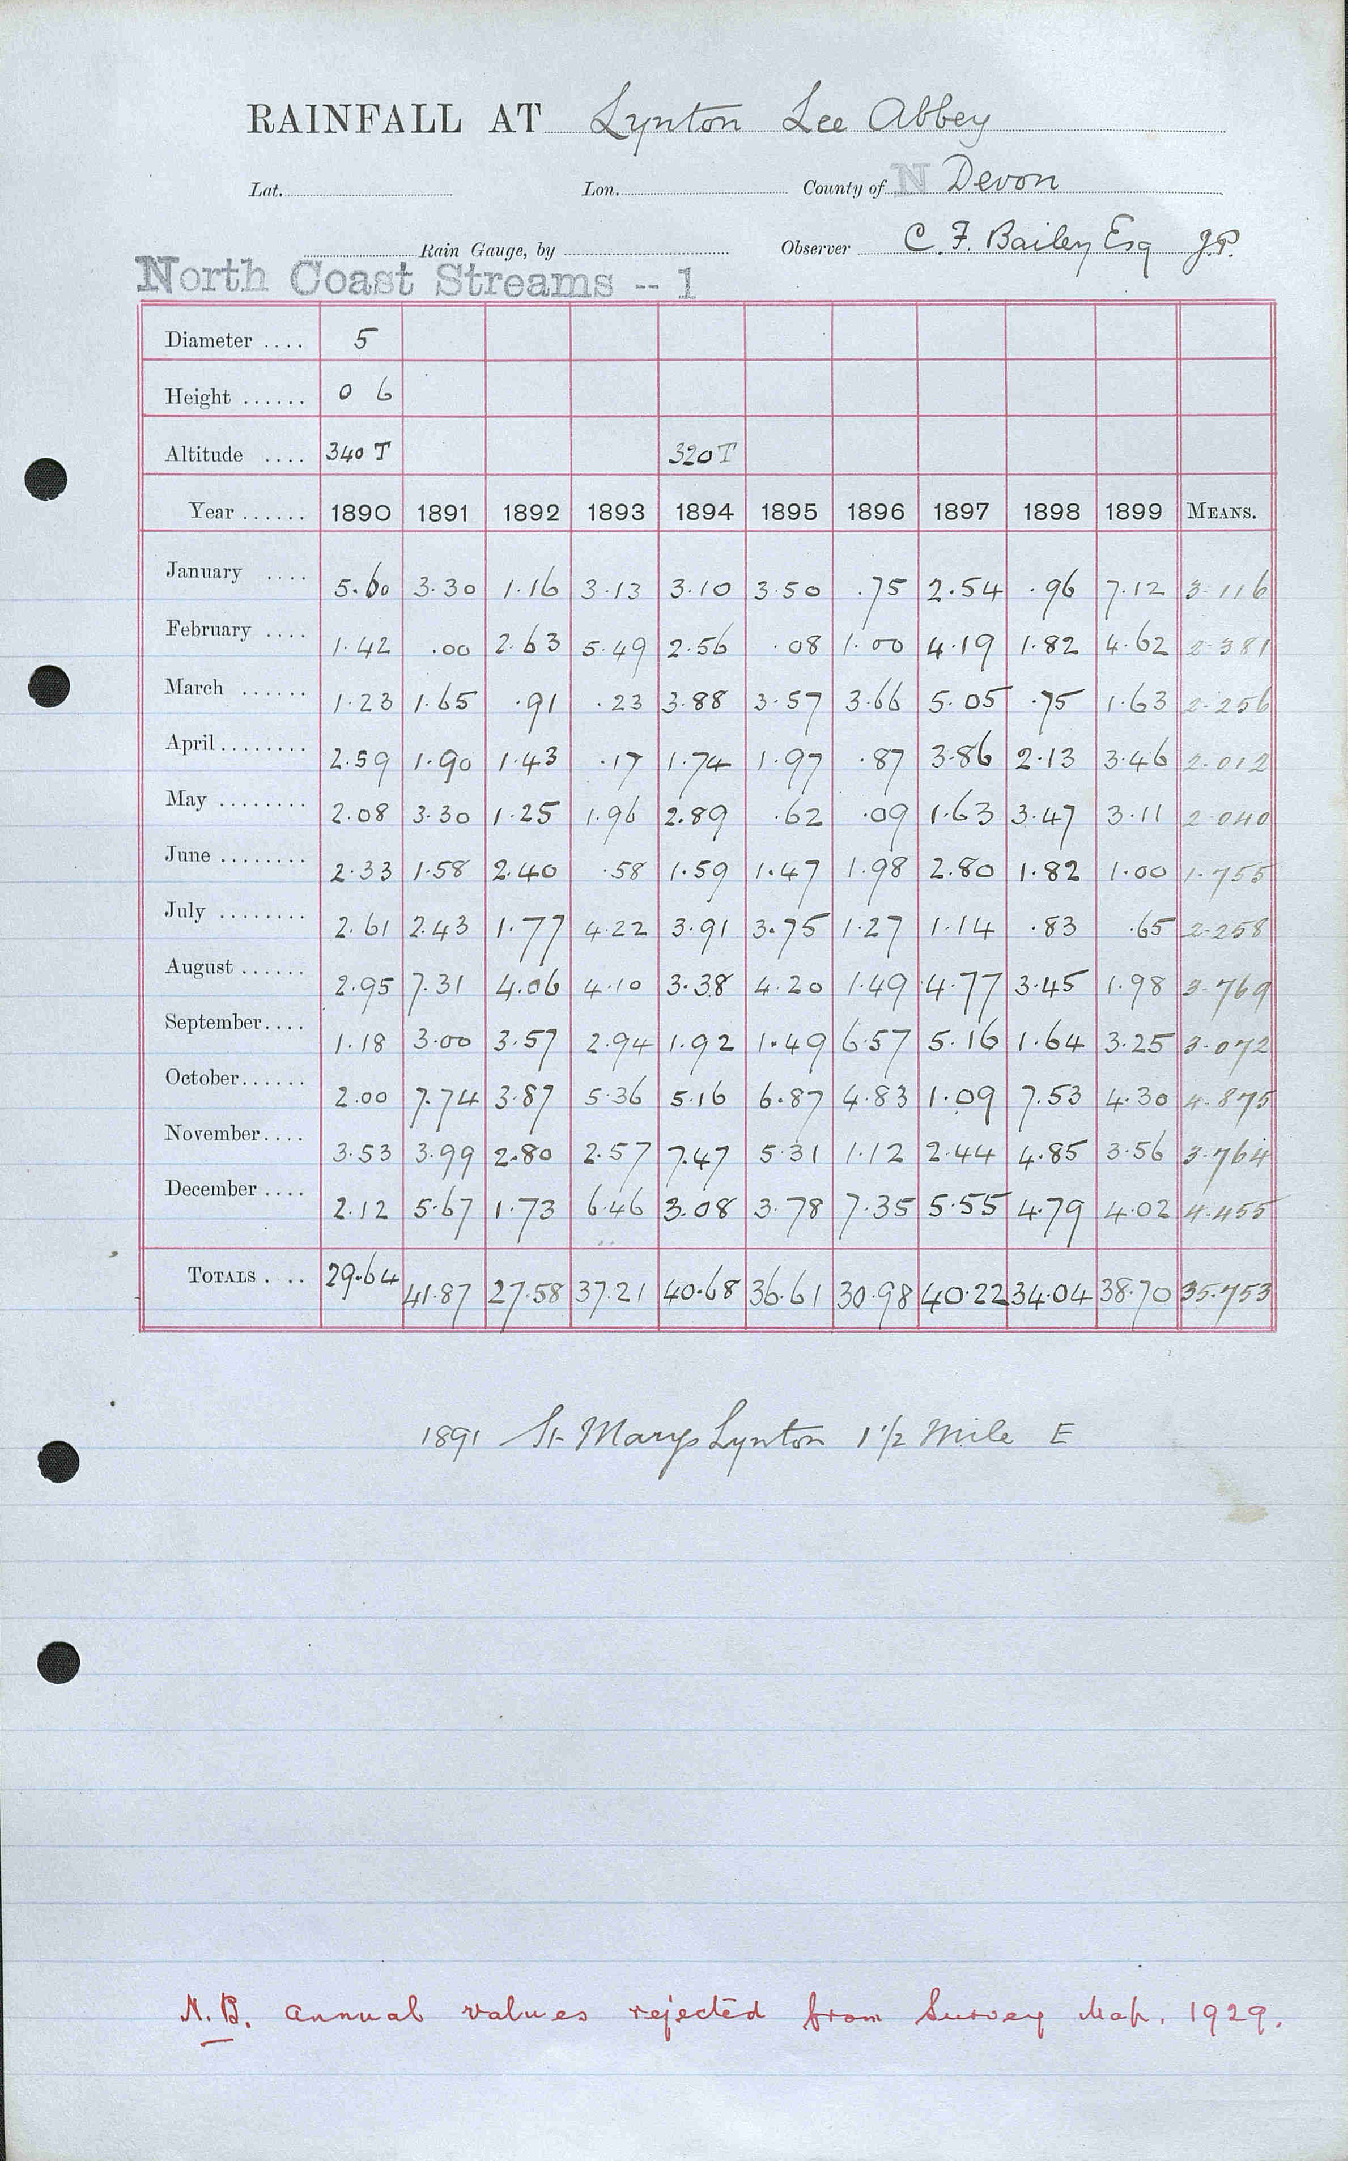 RAINFALL AT Lynton Lee Abbey
Lat. Lon. County of N Devon
Rain Gauge, by Observer C. F. Bailey Esq J.P.
North Coast Streams -- 1
Diameter .... 5
Height ...... 0 6
Altitude .... 340 T 320 T
Year ...... 1890 1891 1892 1893 1894 1895 1896 1897 1898 1899 MEANS.
January .... 5.60 3.30 1.16 3.13 3.10 3.50 .75 2.54 .96 7.12 3.116
February .... 1.42 .00 2.63 5.49 2.56 .08 1.00 4.19 1.82 4.62 2.381
March ...... 1.23 1.65 .91 .23 3.88 3.57 3.66 5.05 .75 1.63 2.256
April ........ 2.59 1.90 1.43 .17 1.74 1.97 .87 3.86 2.13 3.46 2.012
May ........ 2.08 3.30 1.25 1.96 2.89 .62 .09 1.63 3.47 3.11 2.040
June ........ 2.33 1.58 2.40 .58 1.59 1.47 1.98 2.80 1.82 1.00 1.755
July ........ 2.61 2.43 1.77 4.22 3.91 3.75 1.27 1.14 .83 .65 2.258
August ...... 2.95 7.31 4.06 4.10 3.38 4.20 1.49 4.77 3.45 1.98 3.769
September.... 1.18 3.00 3.57 2.94 1.92 1.49 6.57 5.16 1.64 3.25 3.072
October...... 2.00 7.74 3.87 5.36 5.16 6.87 4.83 1.09 7.53 4.30 4.875
November.... 3.53 3.99 2.80 2.57 7.47 5.31 1.12 2.44 4.85 3.56 3.764
December .... 2.12 5.67 1.73 6.46 3.08 3.78 7.35 5.55 4.79 4.02 4.455
TOTALS.... 29.64 41.87 27.58 37.21 40.68 36.61 30.98 40.22 34.04 38.70 35.753
1891 St Marys Lynton 1 1/2 Mile E
N.B. annual values rejected from Survey Map. 1929.